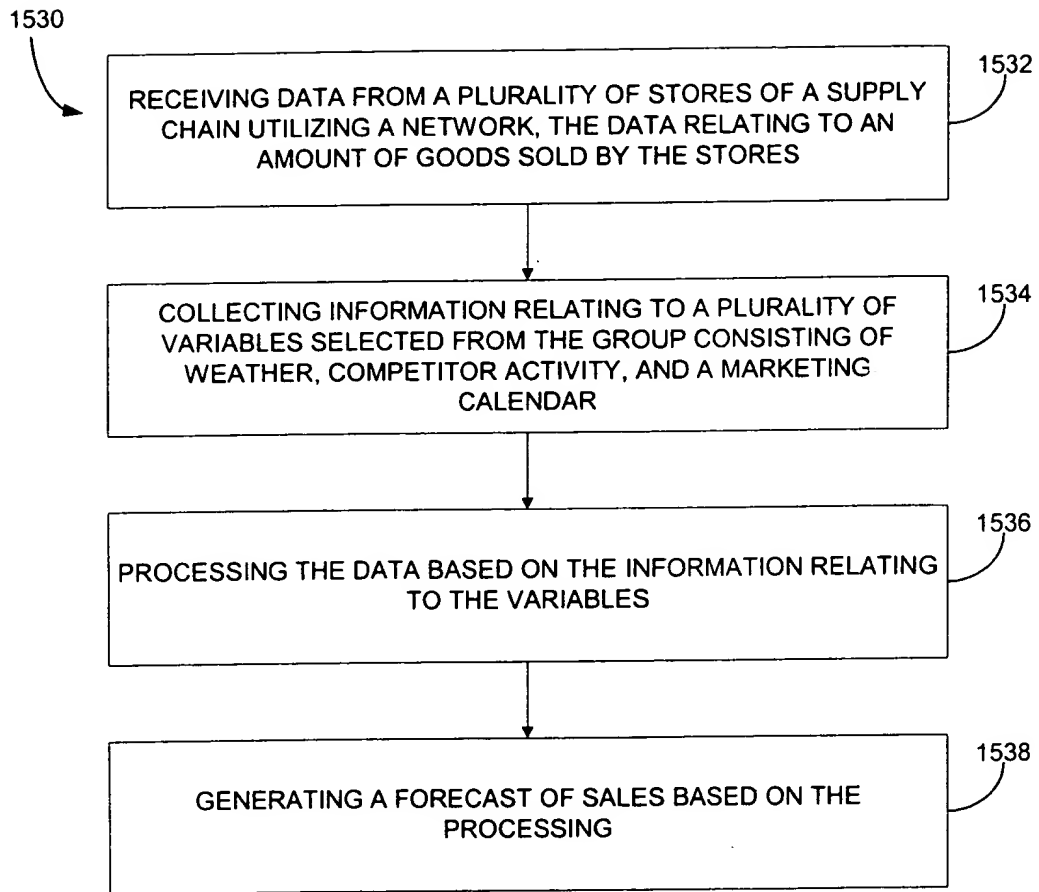 1530
1532
RECEIVING DATA FROM A PLURALITY OF STORES OF A SUPPLY
CHAIN UTILIZING A NETWORK, THE DATA RELATING TO AN
AMOUNT OF GOODS SOLD BY THE STORES
1534
COLLECTING INFORMATION RELATING TO A PLURALITY OF
VARIABLES SELECTED FROM THE GROUP CONSISTING OF
WEATHER, COMPETITOR ACTIVITY, AND A MARKETING
CALENDAR
1536
PROCESSING THE DATA BASED ON THE INFORMATION RELATING
TO THE VARIABLES
1538
GENERATING A FORECAST OF SALES BASED ON THE
PROCESSING